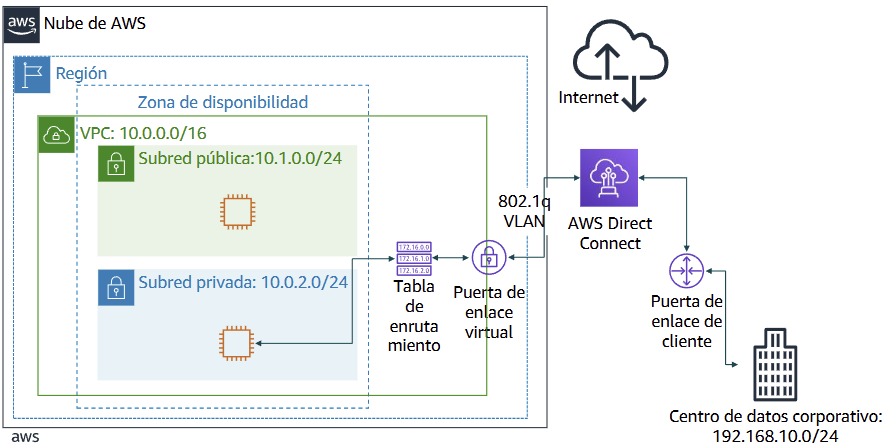 aws
Nube de AWS
Región
Zona de disponibilidad
VPC: 10.0.0.0/16
Subred pública:10.1.0.0/24
Subred privada: 10.0.2.0/24
172.16.0.0
172.16.1.0
172.16.2.0
Tabla
de
enruta
miento
Puerta de
enlace
virtual
802.1q
VLAN
Internet
AWS Direct
Connect
Puerta de
enlace de
cliente
Centro de datos corporativo:
192.168.10.0/24
aws